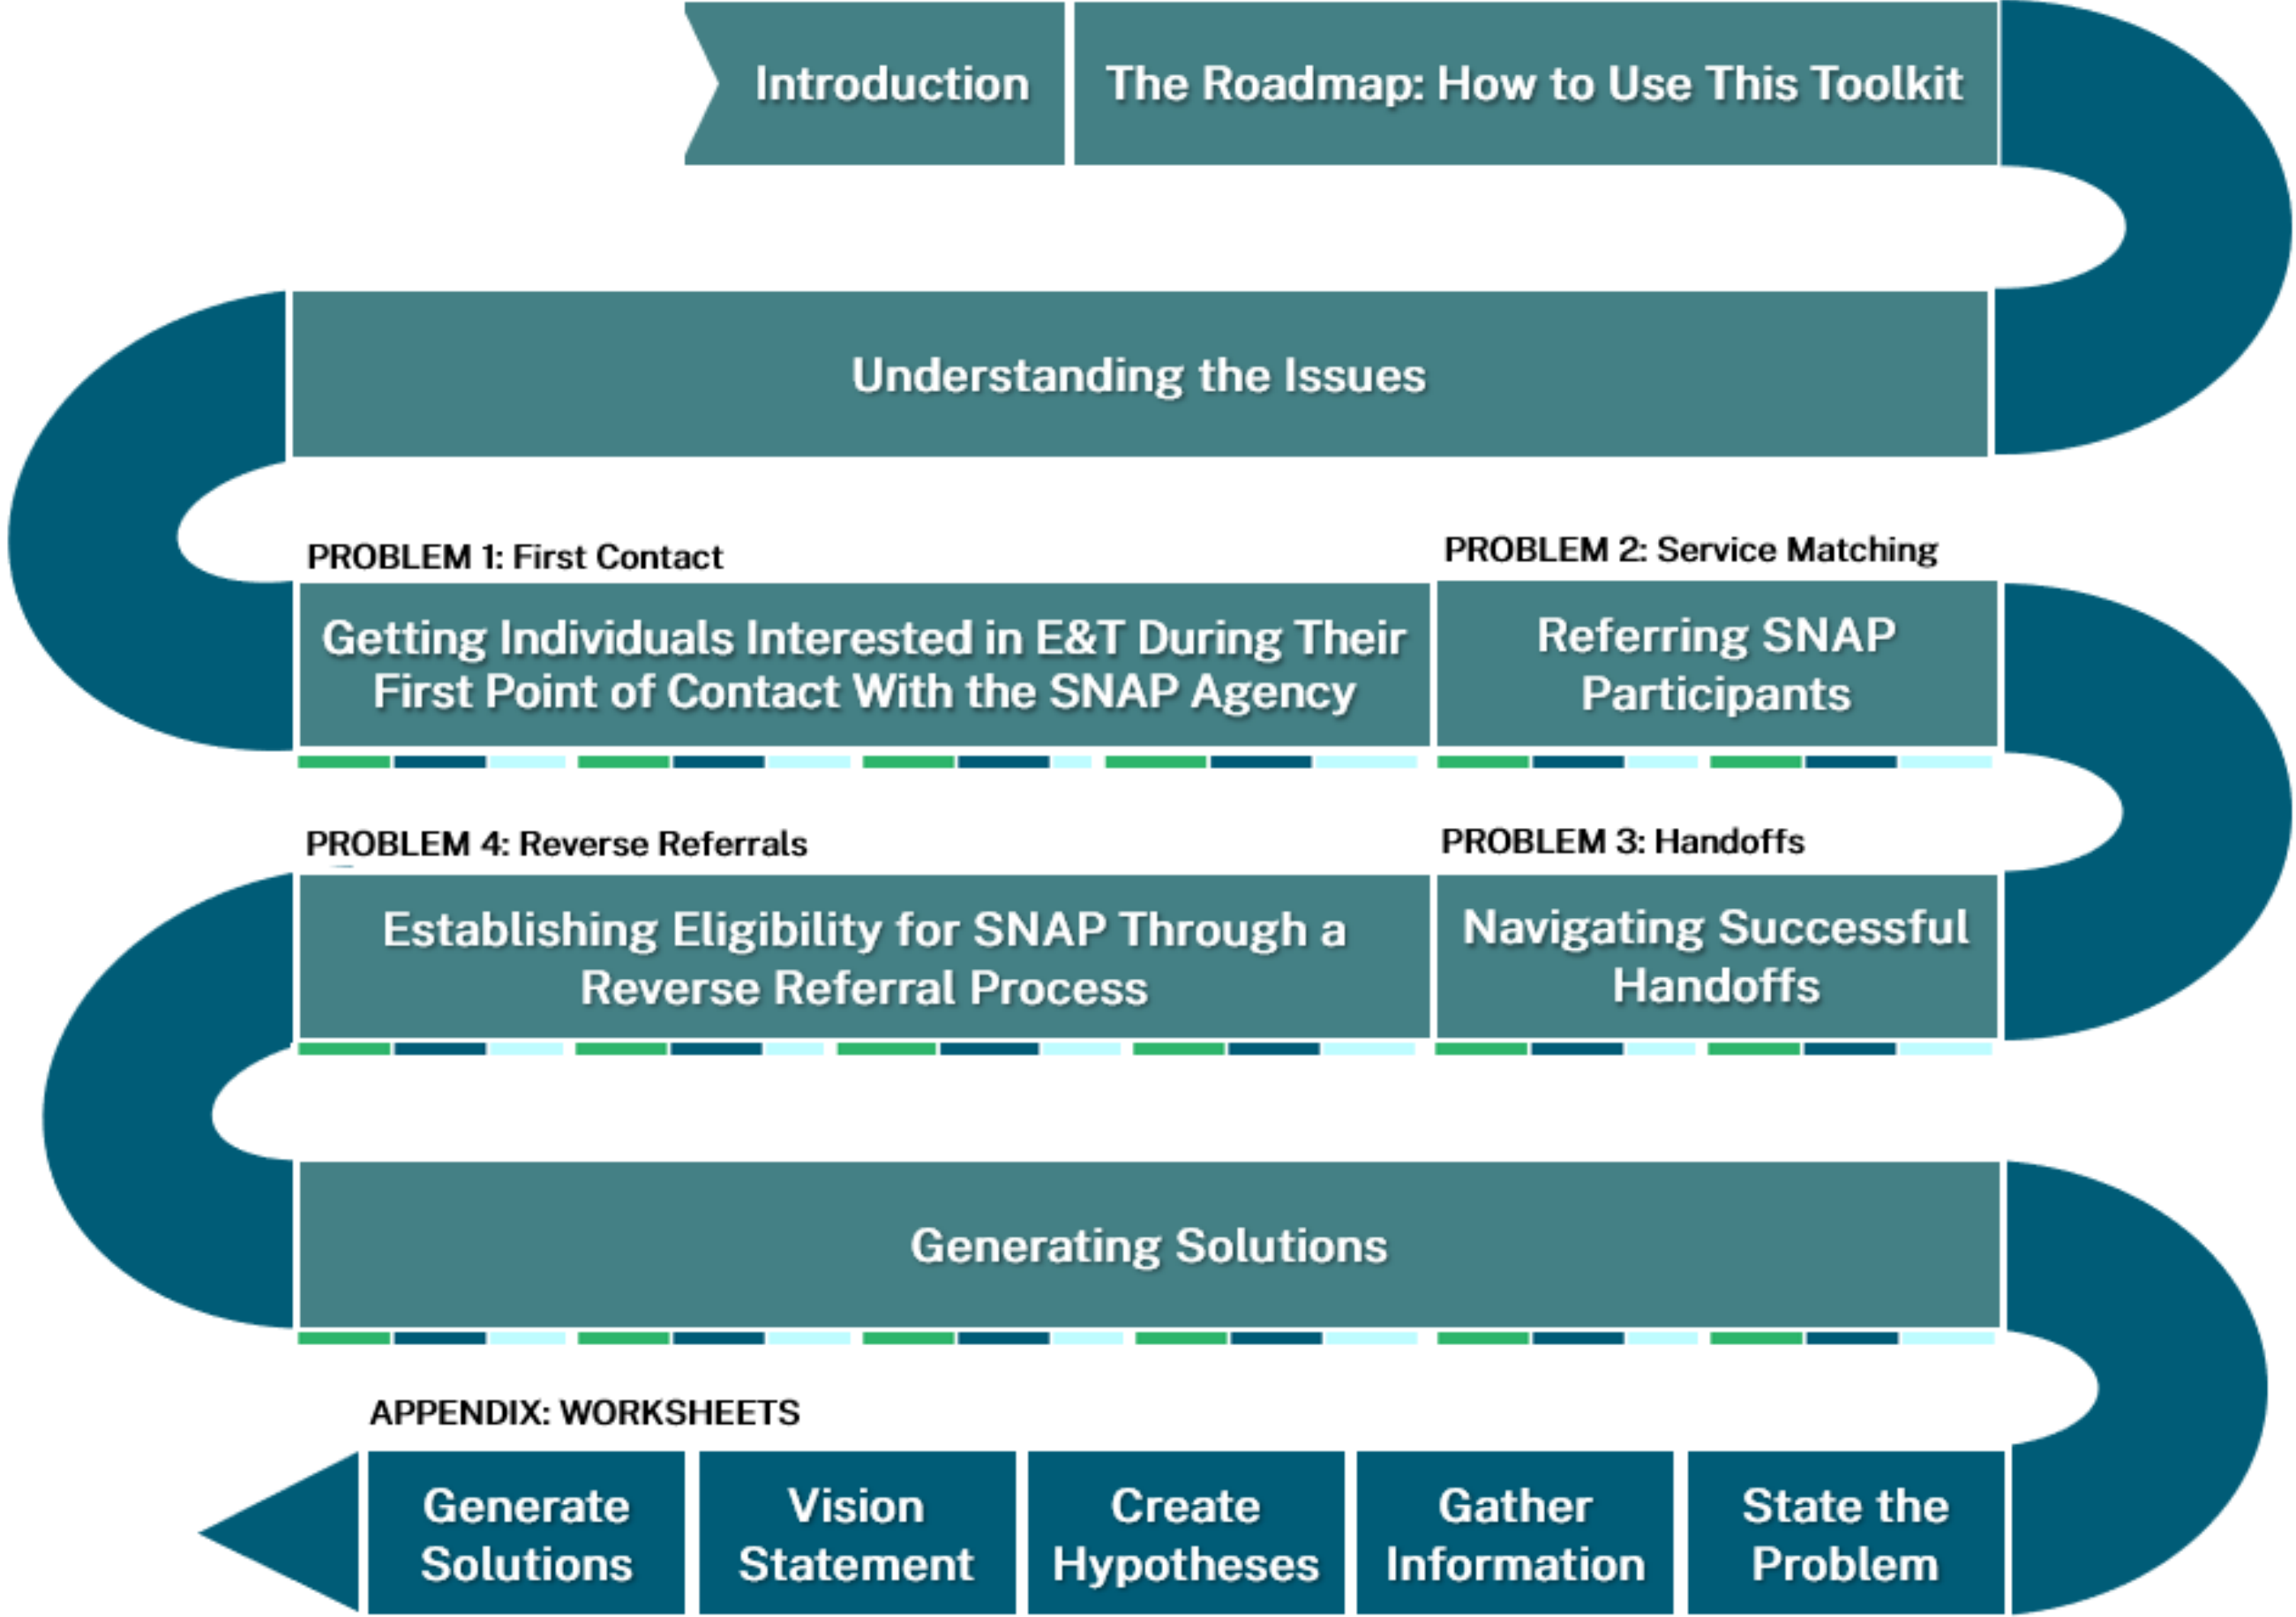 Introduction
The Roadmap: How to Use This Toolkit
Understanding the Issues
PROBLEM 1: First Contact
Getting Individuals Interested in E&T During Their
First Point of Contact With the SNAP Agency
PROBLEM 2: Service Matching
Referring SNAP
Participants
PROBLEM 3: Handoffs
Navigating Successful
Handoffs
PROBLEM 4: Reverse Referrals
Establishing Eligibility for SNAP Through a
Reverse Referral Process
Generating Solutions
APPENDIX: WORKSHEETS
State the
Problem
Gather
Information
Create
Hypotheses
Vision
Statement
Generate
Solutions